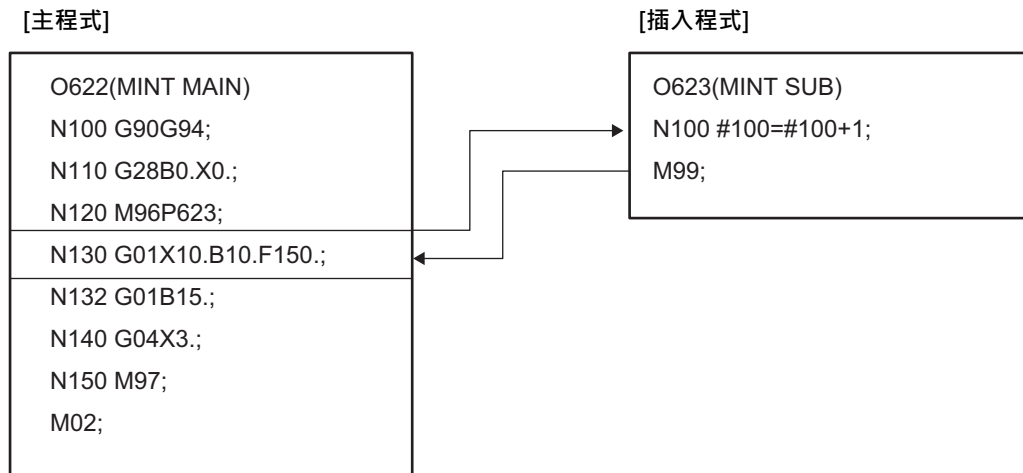 [主程式]
O622(MINT MAIN)
N100 G90G94;
N110 G28B0.X0.;
N120 M96P623;
N130 G01X10.B10.F150.;
N132 G01B15.;
N140 G04X3.;
N150 M97;
M02;
[插入程式]
O623(MINT SUB)
N100 #100=#100+1;
M99;